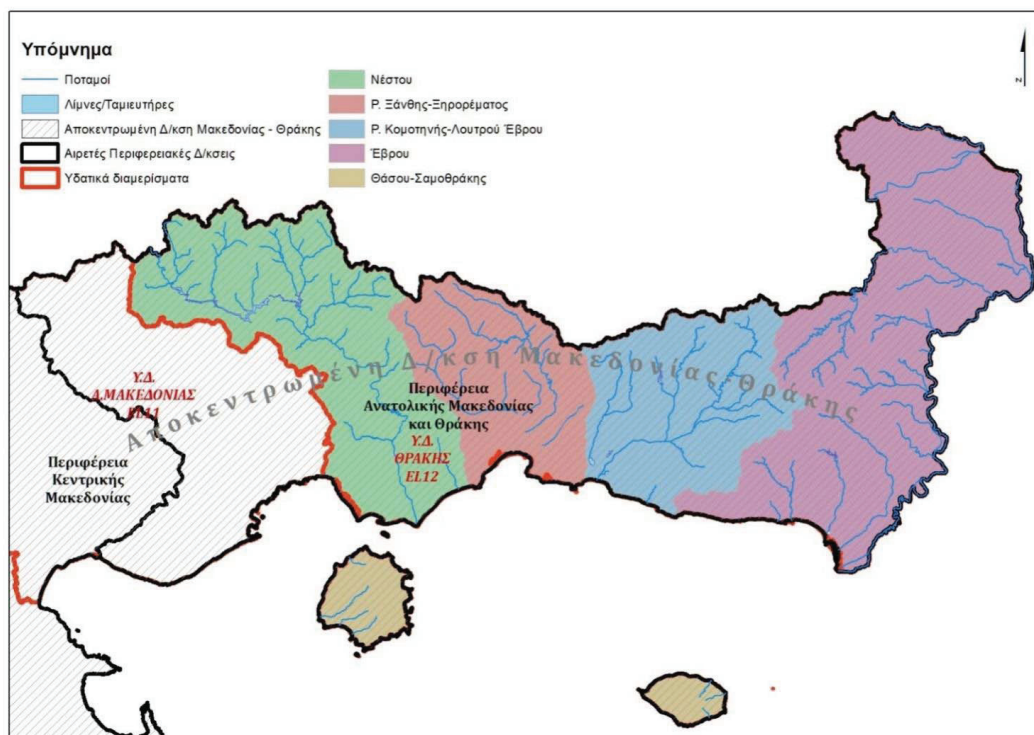 Υπόμνημα
Ποταμοί
Λίμνες/Ταμιευτήρες
Αποκεντρωμένη Δ/κση Μακεδονίας - Θράκης
Αιρετές Περιφερειακές Δ/κσεις
Υδατικά διαμερίσματα
Νέστου
Ρ. Ξάνθης-Ξηρορέματος
Ρ. Κομοτηνής-Λουτρού Έβρου
Έβρου
Θάσου-Σαμοθράκης
Z
Αποκεντρωμένη Δ/κση Μακεδονίας-Θράκης
Υ.Δ.
Δ.ΜΑΚΕΔΟΝΙΑΣ
EL11
Περιφέρεια
Κεντρικής
Μακεδονίας
Περιφέρεια
Ανατολικής Μακεδονίας
και Θράκης
Υ.Δ.
ΘΡΑΚΗΣ
EL12